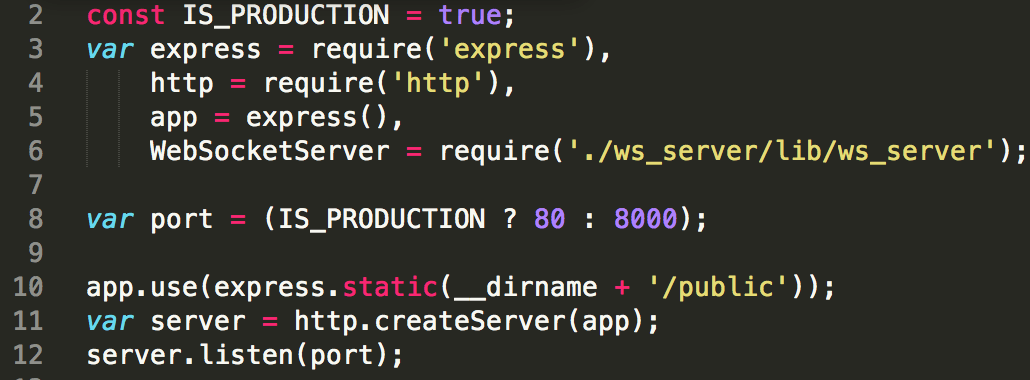 2 const IS_PRODUCTION = true;
3 var express = require('express'),
4     http = require('http'),
5     app = express(),
6     WebSocketServer = require('./ws_server/lib/ws_server');
7
8 var port = (IS_PRODUCTION ? 80 : 8000);
9
10 app.use(express.static(__dirname + '/public'));
11 var server = http.createServer(app);
12 server.listen(port);